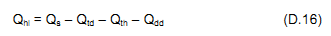 Qhi = Qs – Qtd – Qtn – Qdd (D.16)